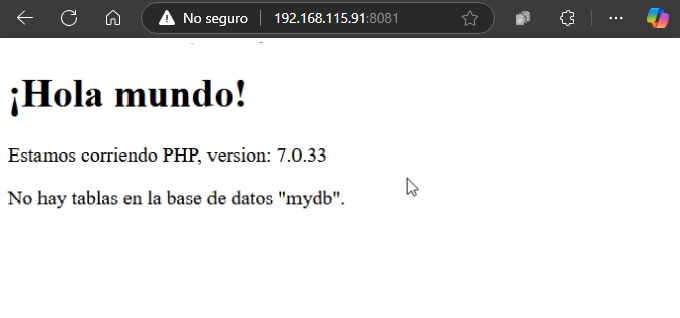 No seguro
192.168.115.91:8081
¡Hola mundo!
Estamos corriendo PHP, version: 7.0.33
No hay tablas en la base de datos "mydb".